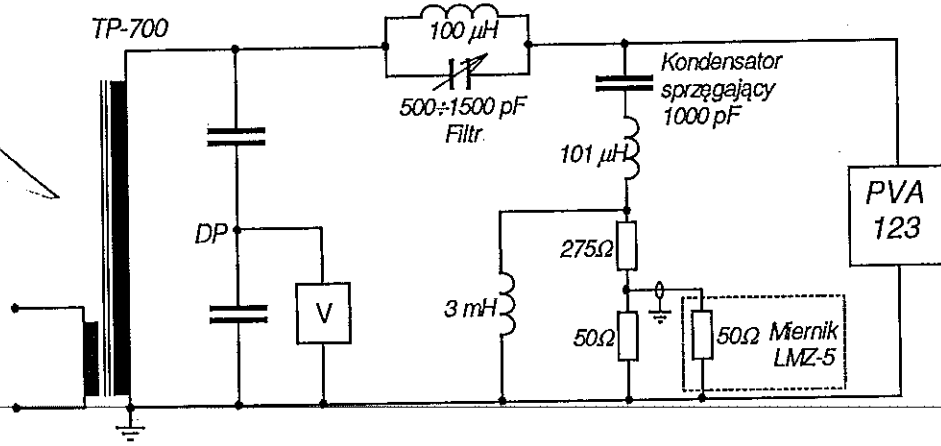 TP-700
100 μH
500÷1500 pF
Filtr
Kondensator
sprzęgający
1000 pF
101 μH
PVA
123
DP
275Ω
V
3 mH
50Ω
50Ω Miernik
LMZ-5